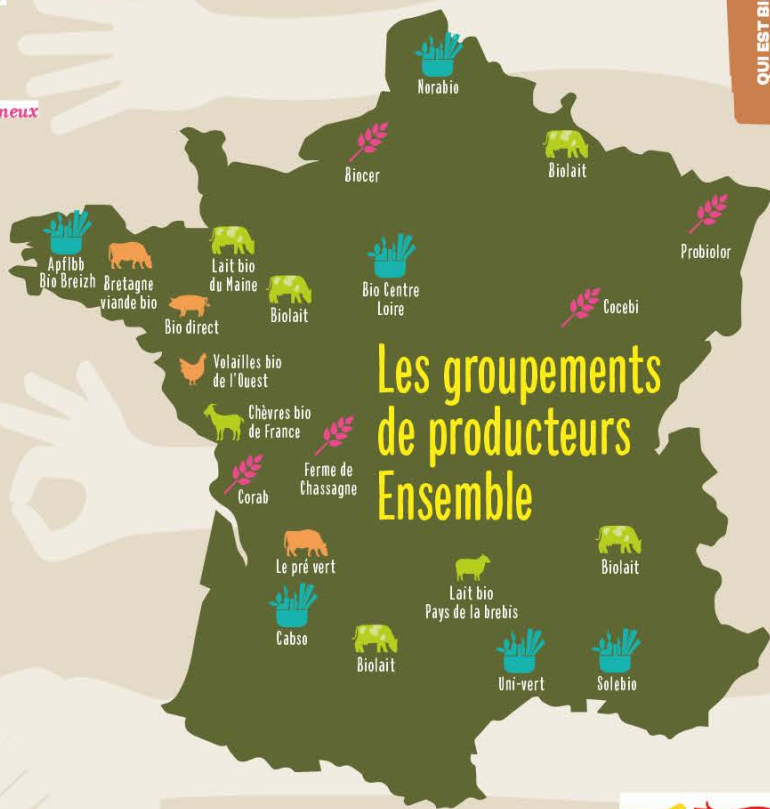 QUI EST BI
neux
Norabio
Biocer
Biolait
Probiolor
Apflbb
Bio Breizh
Bretagne
viande bio
Lait bio
du Maine
Biolait
Bio Centre
Loire
Cocebi
Bio direct
Volailles bio
de l'Ouest
Les groupements
de producteurs
Ensemble
Chèvres bio
de France
Ferme de
Chassagne
Corab
Le pré vert
Biolait
Lait bio
Pays de la brebis
Cabso
Biolait
Uni-vert
Solebio